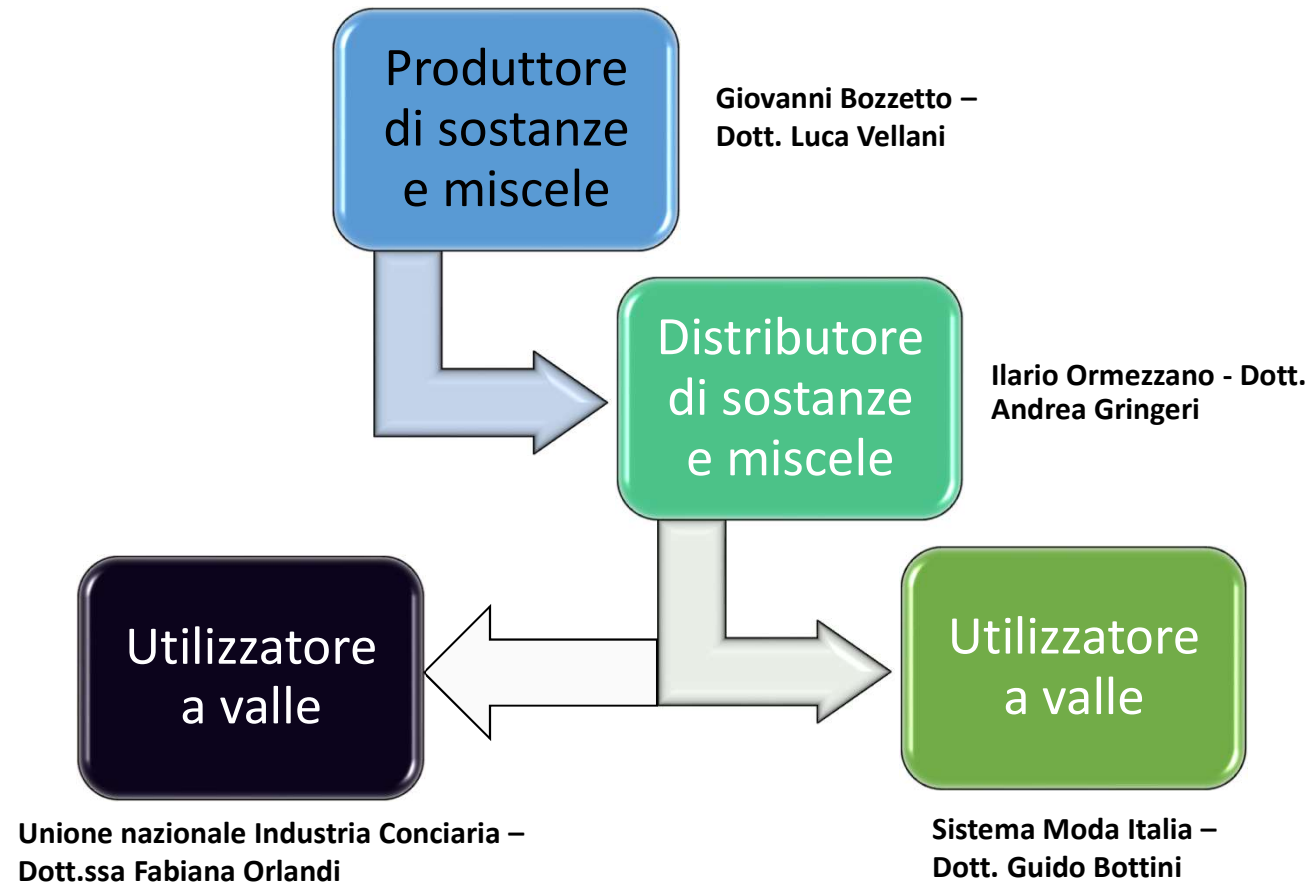 Produttore
di sostanze
e miscele
Giovanni Bozzetto –
Dott. Luca Vellani
Distributore
di sostanze
e miscele
Ilario Ormezzano - Dott.
Andrea Gringeri
Utilizzatore
a valle
Utilizzatore
a valle
Unione nazionale Industria Conciaria –
Dott.ssa Fabiana Orlandi
Sistema Moda Italia –
Dott. Guido Bottini